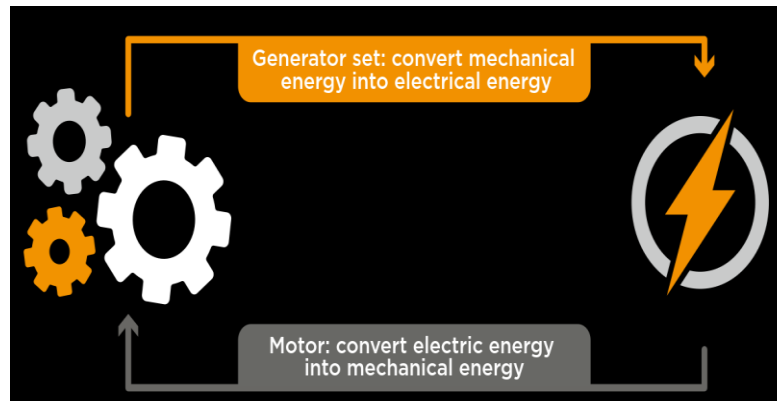 Generator set: convert mechanical
energy into electrical energy
Motor: convert electric energy
into mechanical energy